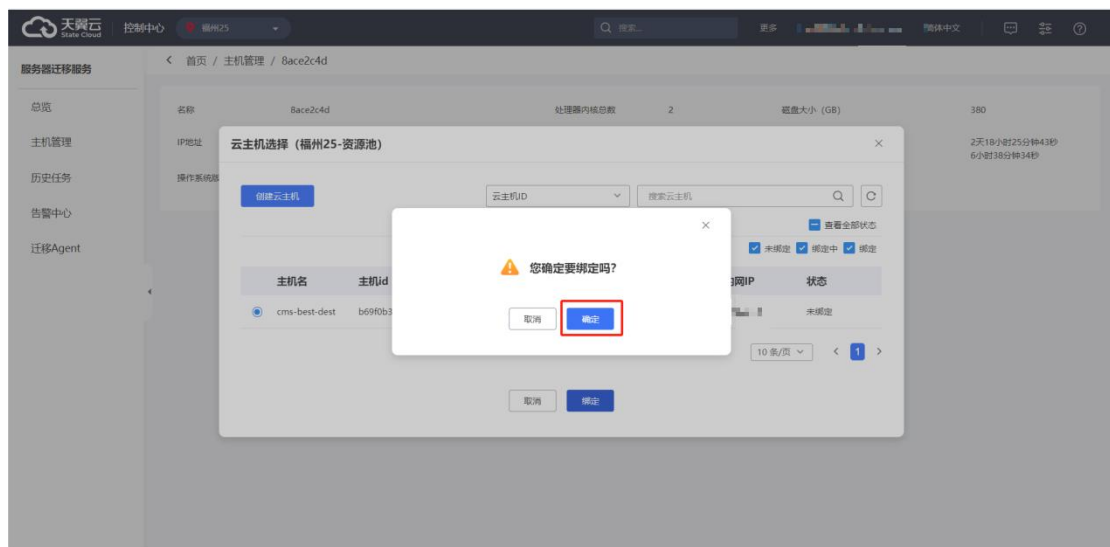 天翼云
State Cloud
控制中心
福州25
搜索...
更多
简体中文
服务器迁移服务
总览
主机管理
历史任务
告警中心
迁移Agent
首页 / 主机管理 / 8ace2c4d
名称 8ace2c4d 处理器内核总数 2 磁盘大小 (GB) 380
IP地址
2天18小时25分钟43秒
6小时38分钟34秒
操作系统版
云主机选择（福州25-资源池）
创建云主机
云主机ID
搜索云主机
查看全部状态
未绑定 绑定中 绑定
主机名 主机id 网IP 状态
cms-best-dest b69f0b3 未绑定
10 条/页
1
取消 绑定
您确定要绑定吗？
取消 确定